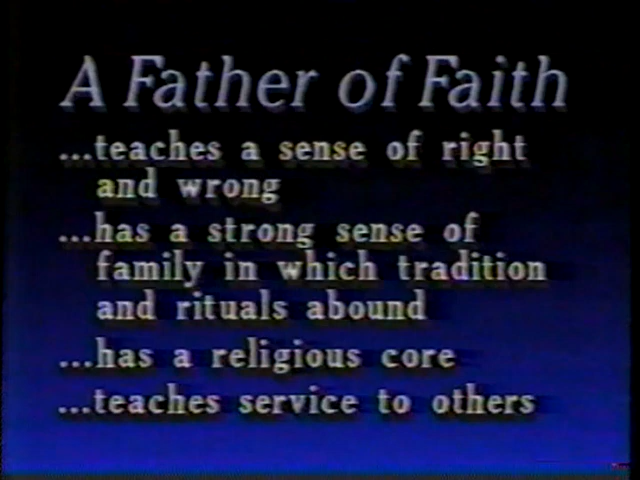 A Father of Faith
...teaches a sense of right
and wrong
...has a strong sense of
family in which tradition
and rituals abound
...has a religious core
...teaches service to others